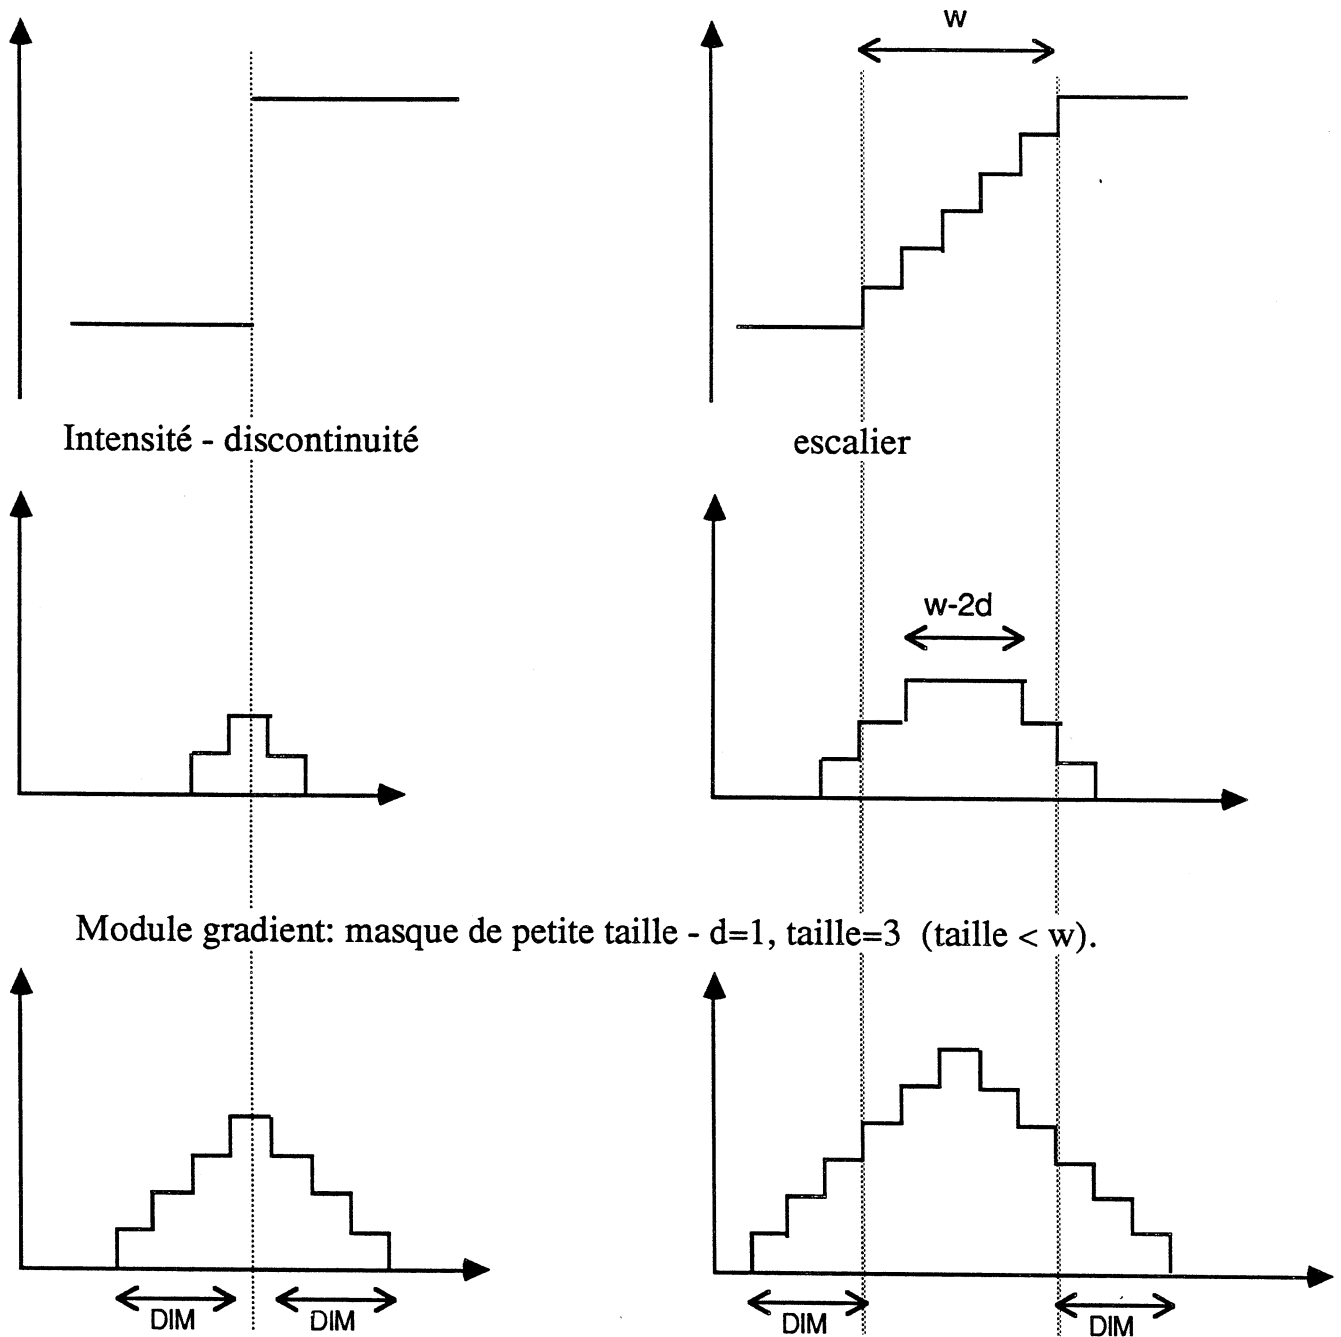 w
Intensité - discontinuité
escalier
w-2d
Module gradient: masque de petite taille - d=1, taille=3 (taille < w).
DIM
DIM
DIM
DIM